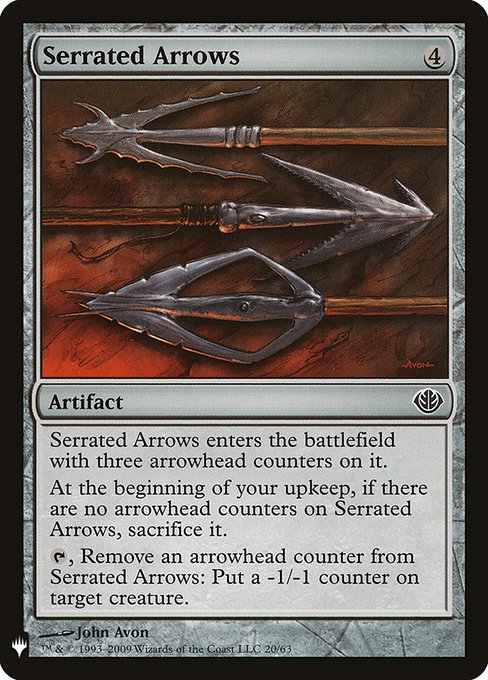 Serrated Arrows 4
AVON
Artifact
Serrated Arrows enters the battlefield
with three arrowhead counters on it.
At the beginning of your upkeep, if there
are no arrowhead counters on Serrated
Arrows, sacrifice it.
, Remove an arrowhead counter from
Serrated Arrows: Put a -1/-1 counter on
target creature.
John Avon
™ & © 1993–2009 Wizards of the Coast LLC 20/63